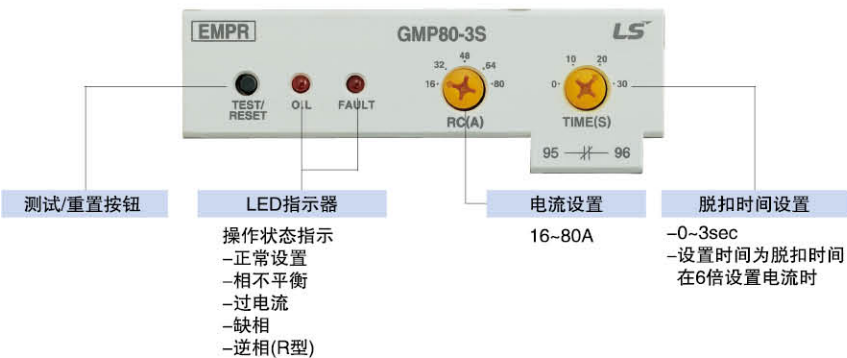 EMPR
GMP80-3S
LS
TEST/
RESET
O.L
FAULT
16
32
48
64
80
RC(A)
0
10
20
30
TIME(S)
95
96
测试/重置按钮
LED指示器
操作状态指示
–正常设置
–相不平衡
–过电流
–缺相
–逆相(R型)
电流设置
16~80A
脱扣时间设置
–0~3sec
–设置时间为脱扣时间
在6倍设置电流时